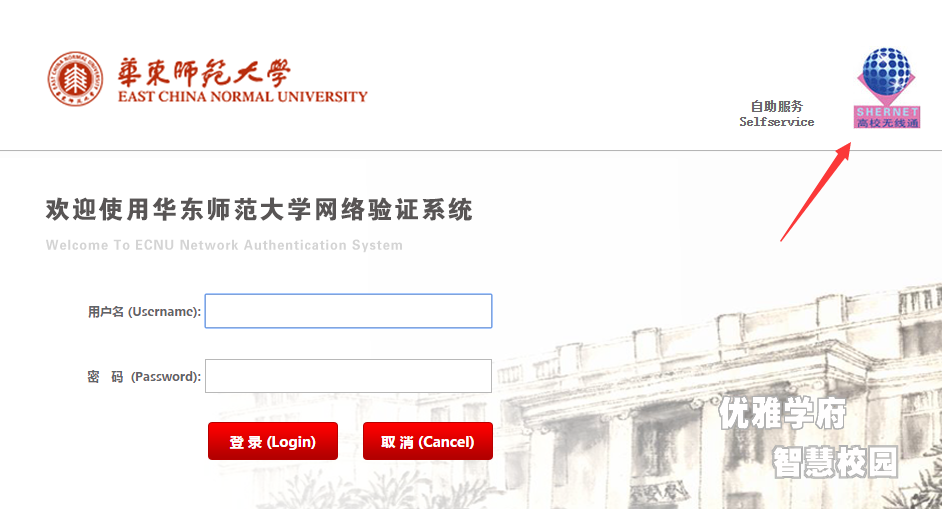 華東師範大學
EAST CHINA NORMAL UNIVERSITY
自助服务
Selfservice
SHERNET
高校无线通
欢迎使用华东师范大学网络验证系统
Welcome To ECNU Network Authentication System
用户名 (Username):
密 码 (Password):
登 录 (Login)
取 消 (Cancel)
优雅学府
智慧校园